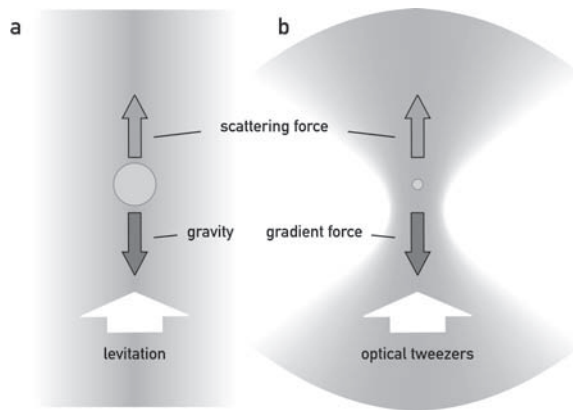 a
b
scattering force
gravity
gradient force
levitation
optical tweezers